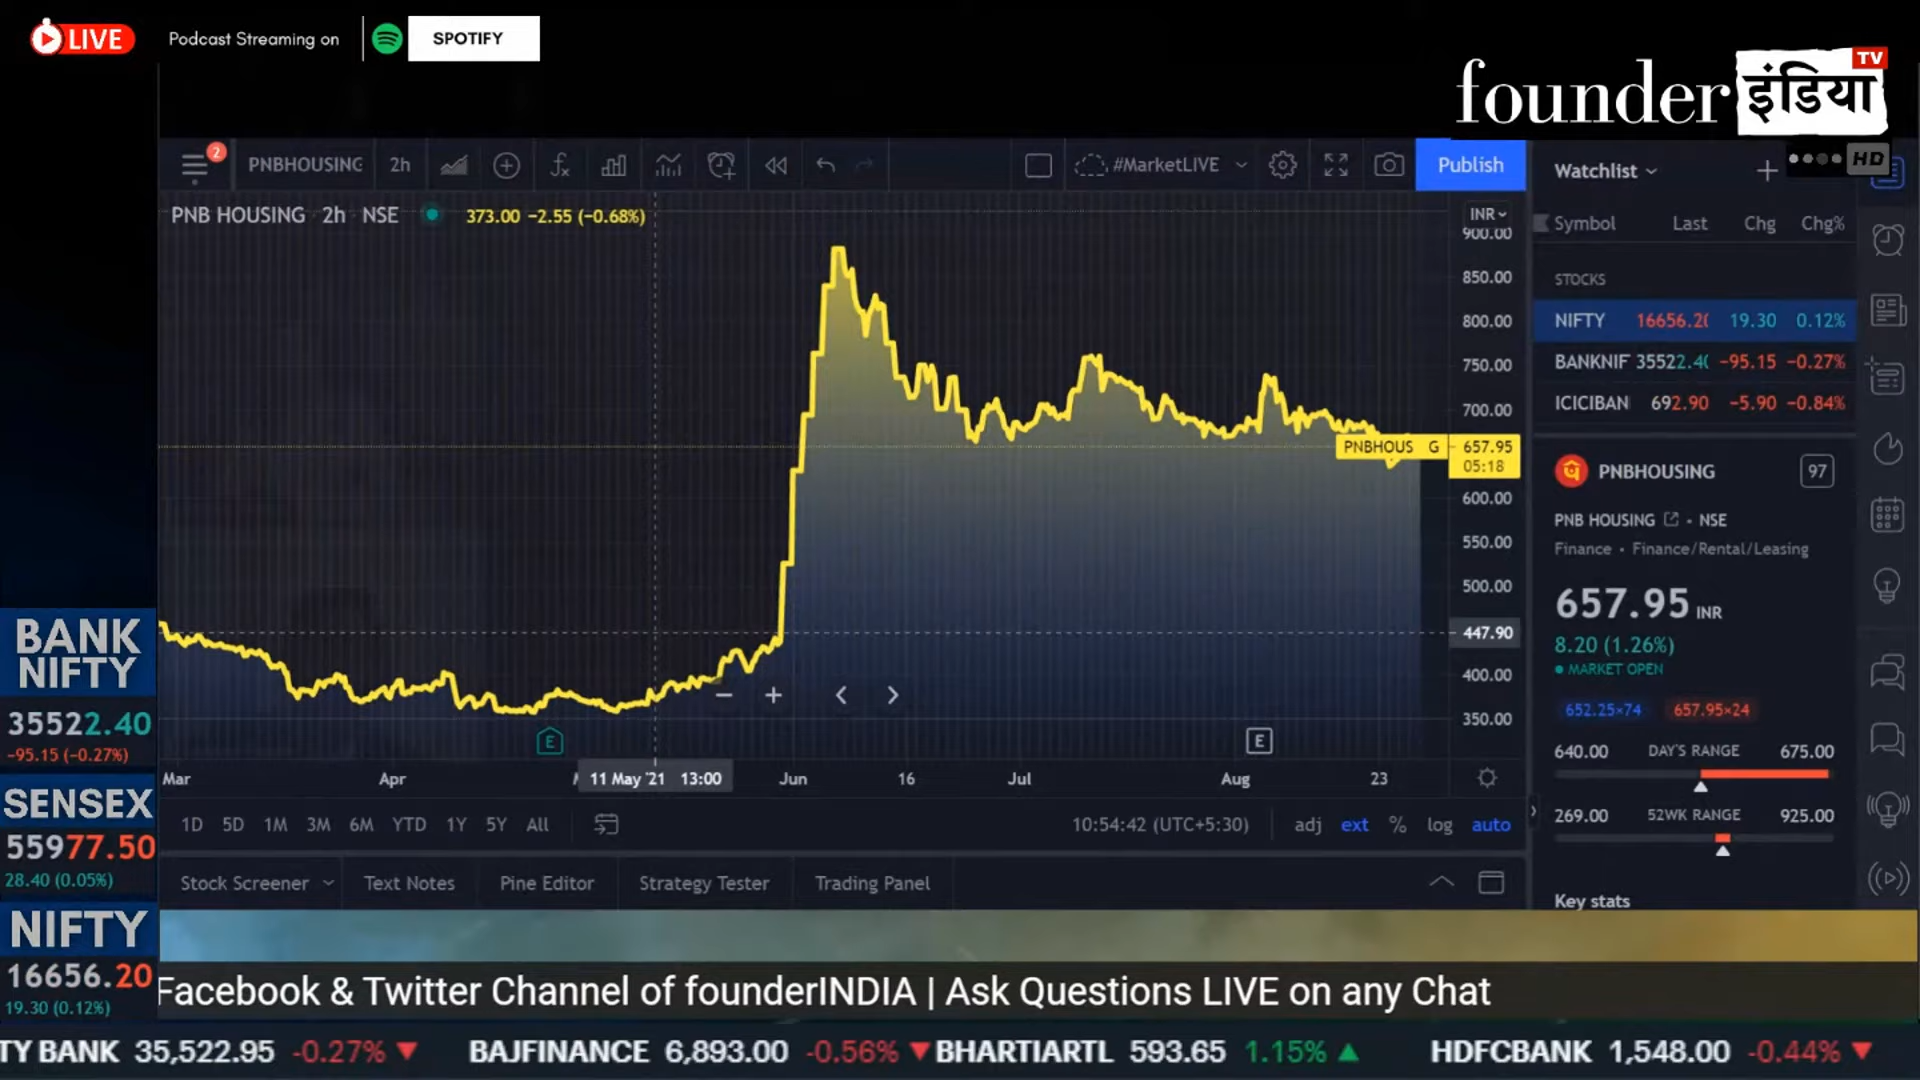 LIVE
Podcast Streaming on
SPOTIFY
founder इंडिया TV
HD
2
PNBHOUSING 2h
#MarketLIVE
Publish
PNB HOUSING 2h NSE
373.00 −2.55 (−0.68%)
INR
900.00
850.00
800.00
750.00
700.00
PNBHOUS G 657.95
05:18
600.00
550.00
500.00
447.90
400.00
350.00
E
E
Mar Apr 11 May '21 13:00 Jun 16 Jul Aug 23
1D 5D 1M 3M 6M YTD 1Y 5Y All
10:54:42 (UTC+5:30)
adj ext % log auto
Stock Screener Text Notes Pine Editor Strategy Tester Trading Panel
Watchlist
Symbol Last Chg Chg%
STOCKS
NIFTY 16656.2 19.30 0.12%
BANKNIF 35522.4 −95.15 −0.27%
ICICIBAN 692.90 −5.90 −0.84%
PNBHOUSING 97
PNB HOUSING • NSE
Finance • Finance/Rental/Leasing
657.95 INR
8.20 (1.26%)
MARKET OPEN
652.25×74 657.95×24
640.00 DAY'S RANGE 675.00
269.00 52WK RANGE 925.00
Key stats
BANK
NIFTY
35522.40
−95.15 (−0.27%)
SENSEX
55977.50
28.40 (0.05%)
NIFTY
16656.20
19.30 (0.12%)
Facebook & Twitter Channel of founderINDIA | Ask Questions LIVE on any Chat
TY BANK 35,522.95 -0.27% ▼ BAJFINANCE 6,893.00 -0.56% ▼ BHARTIARTL 593.65 1.15% ▲ HDFCBANK 1,548.00 -0.44% ▼